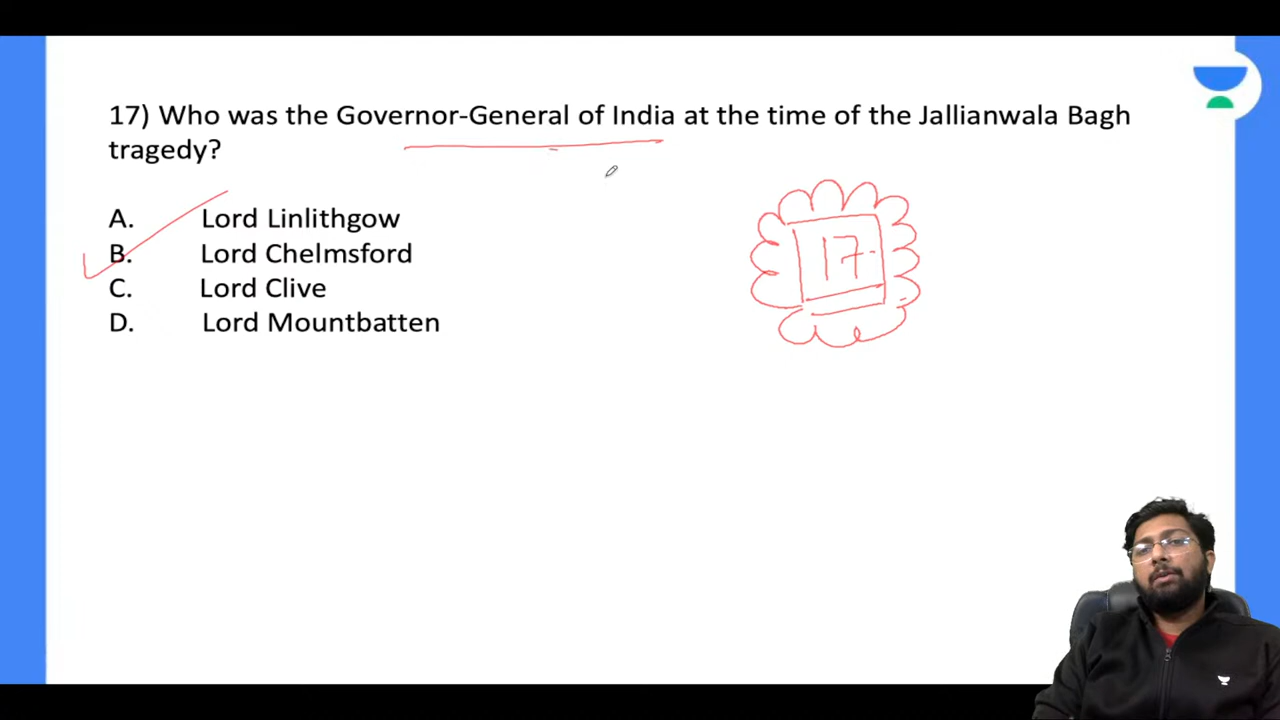 17) Who was the Governor-General of India at the time of the Jallianwala Bagh
tragedy?
A. Lord Linlithgow
B. Lord Chelmsford
C. Lord Clive
D. Lord Mountbatten
17